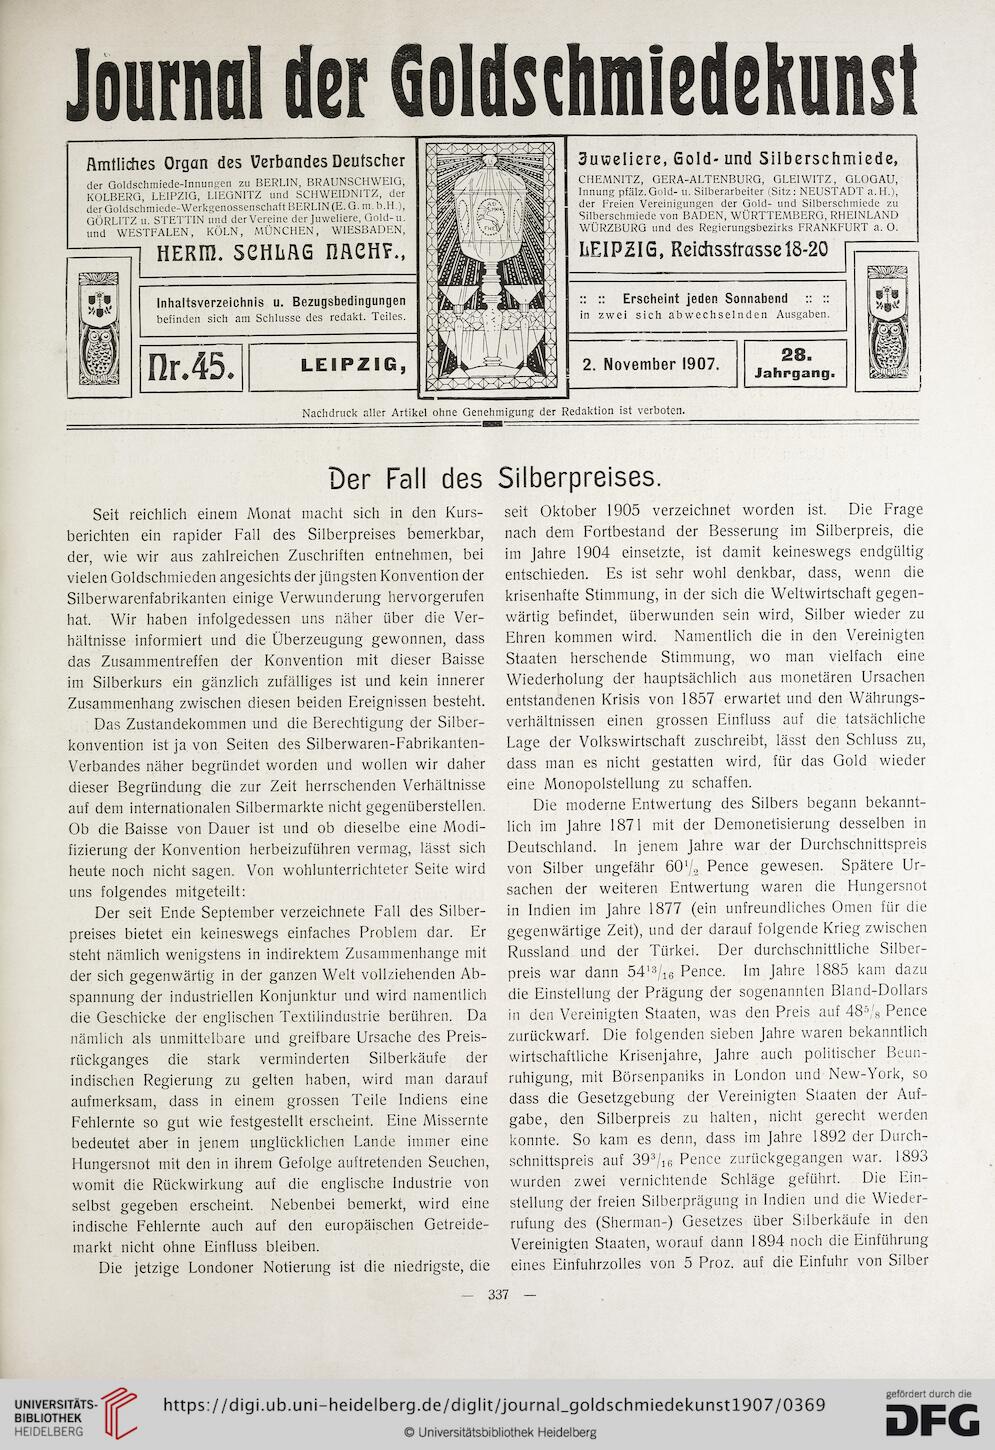 Journal der Goldschmiedekunst
Amtliches Organ des Verbandes Deutscher
der Goldschmiede-Innungen zu BERLIN, BRAUNSCHWEIG,
KOLBERG, LEIPZIG, LIEGNITZ und SCHWEIDNITZ, der
der Goldschmiede-Werkgenossenschaft BERLIN (E. G. m. b. H.),
GÖRLITZ u. STETTIN und der Vereine der Juweliere, Gold- u.
und WESTFALEN, KÖLN, MÜNCHEN, WIESBADEN,
HERM. SCHLAG NACHF.,
Juweliere, Gold- und Silberschmiede,
CHEMNITZ, GERA-ALTENBURG, GLEIWITZ, GLOGAU,
Innung pfälz. Gold- u. Silberarbeiter (Sitz: NEUSTADT a. H.),
der Freien Vereinigungen der Gold- und Silberschmiede zu
Silberschmiede von BADEN, WÜRTTEMBERG, RHEINLAND
WÜRZBURG und des Regierungsbezirks FRANKFURT a. O.
LEIPZIG, Reichsstrasse 18-20
Inhaltsverzeichnis u. Bezugsbedingungen
befinden sich am Schlusse des redakt. Teiles.
:: :: Erscheint jeden Sonnabend :: ::
in zwei sich abwechselnden Ausgaben.
Nr. 45.
LEIPZIG,
2. November 1907.
28.
Jahrgang.
Nachdruck aller Artikel ohne Genehmigung der Redaktion ist verboten.
Der Fall des Silberpreises.
Seit reichlich einem Monat macht sich in den Kurs-
berichten ein rapider Fall des Silberpreises bemerkbar,
der, wie wir aus zahlreichen Zuschriften entnehmen, bei
vielen Goldschmieden angesichts der jüngsten Konvention der
Silberwarenfabrikanten einige Verwunderung hervorgerufen
hat. Wir haben infolgedessen uns näher über die Ver-
hältnisse informiert und die Überzeugung gewonnen, dass
das Zusammentreffen der Konvention mit dieser Baisse
im Silberkurs ein gänzlich zufälliges ist und kein innerer
Zusammenhang zwischen diesen beiden Ereignissen besteht.
Das Zustandekommen und die Berechtigung der Silber-
konvention ist ja von Seiten des Silberwaren-Fabrikanten-
Verbandes näher begründet worden und wollen wir daher
dieser Begründung die zur Zeit herrschenden Verhältnisse
auf dem internationalen Silbermarkte nicht gegenüberstellen.
Ob die Baisse von Dauer ist und ob dieselbe eine Modi-
fizierung der Konvention herbeizuführen vermag, lässt sich
heute noch nicht sagen. Von wohlunterrichteter Seite wird
uns folgendes mitgeteilt:
Der seit Ende September verzeichnete Fall des Silber-
preises bietet ein keineswegs einfaches Problem dar. Er
steht nämlich wenigstens in indirektem Zusammenhange mit
der sich gegenwärtig in der ganzen Welt vollziehenden Ab-
spannung der industriellen Konjunktur und wird namentlich
die Geschicke der englischen Textilindustrie berühren. Da
nämlich als unmittelbare und greifbare Ursache des Preis-
rückganges die stark verminderten Silberkäufe der
indischen Regierung zu gelten haben, wird man darauf
aufmerksam, dass in einem grossen Teile Indiens eine
Fehlernte so gut wie festgestellt erscheint. Eine Missernte
bedeutet aber in jenem unglücklichen Lande immer eine
Hungersnot mit den in ihrem Gefolge auftretenden Seuchen,
womit die Rückwirkung auf die englische Industrie von
selbst gegeben erscheint. Nebenbei bemerkt, wird eine
indische Fehlernte auch auf den europäischen Getreide-
markt nicht ohne Einfluss bleiben.
Die jetzige Londoner Notierung ist die niedrigste, die
seit Oktober 1905 verzeichnet worden ist. Die Frage
nach dem Fortbestand der Besserung im Silberpreis, die
im Jahre 1904 einsetzte, ist damit keineswegs endgültig
entschieden. Es ist sehr wohl denkbar, dass, wenn die
krisenhafte Stimmung, in der sich die Weltwirtschaft gegen-
wärtig befindet, überwunden sein wird, Silber wieder zu
Ehren kommen wird. Namentlich die in den Vereinigten
Staaten herschende Stimmung, wo man vielfach eine
Wiederholung der hauptsächlich aus monetären Ursachen
entstandenen Krisis von 1857 erwartet und den Währungs-
verhältnissen einen grossen Einfluss auf die tatsächliche
Lage der Volkswirtschaft zuschreibt, lässt den Schluss zu,
dass man es nicht gestatten wird, für das Gold wieder
eine Monopolstellung zu schaffen.
Die moderne Entwertung des Silbers begann bekannt-
lich im Jahre 1871 mit der Demonetisierung desselben in
Deutschland. In jenem Jahre war der Durchschnittspreis
von Silber ungefähr 60½ Pence gewesen. Spätere Ur-
sachen der weiteren Entwertung waren die Hungersnot
in Indien im Jahre 1877 (ein unfreundliches Omen für die
gegenwärtige Zeit), und der darauf folgende Krieg zwischen
Russland und der Türkei. Der durchschnittliche Silber-
preis war dann 54¹³/₁₆ Pence. Im Jahre 1885 kam dazu
die Einstellung der Prägung der sogenannten Bland-Dollars
in den Vereinigten Staaten, was den Preis auf 48⁵/₈ Pence
zurückwarf. Die folgenden sieben Jahre waren bekanntlich
wirtschaftliche Krisenjahre, Jahre auch politischer Beun-
ruhigung, mit Börsenpaniks in London und New-York, so
dass die Gesetzgebung der Vereinigten Staaten der Auf-
gabe, den Silberpreis zu halten, nicht gerecht werden
konnte. So kam es denn, dass im Jahre 1892 der Durch-
schnittspreis auf 39³/₁₆ Pence zurückgegangen war. 1893
wurden zwei vernichtende Schläge geführt. Die Ein-
stellung der freien Silberprägung in Indien und die Wieder-
rufung des (Sherman-) Gesetzes über Silberkäufe in den
Vereinigten Staaten, worauf dann 1894 noch die Einführung
eines Einfuhrzolles von 5 Proz. auf die Einfuhr von Silber
— 337 —
UNIVERSITÄTS-
BIBLIOTHEK
HEIDELBERG
https://digi.ub.uni-heidelberg.de/diglit/journal_goldschmiedekunst1907/0369
© Universitätsbibliothek Heidelberg
gefördert durch die
DFG